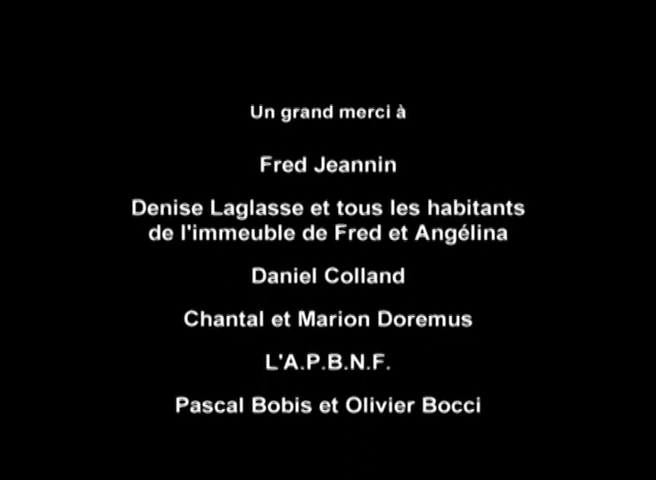 Un grand merci à
Fred Jeannin
Denise Laglasse et tous les habitants
de l'immeuble de Fred et Angélina
Daniel Colland
Chantal et Marion Doremus
L'A.P.B.N.F.
Pascal Bobis et Olivier Bocci